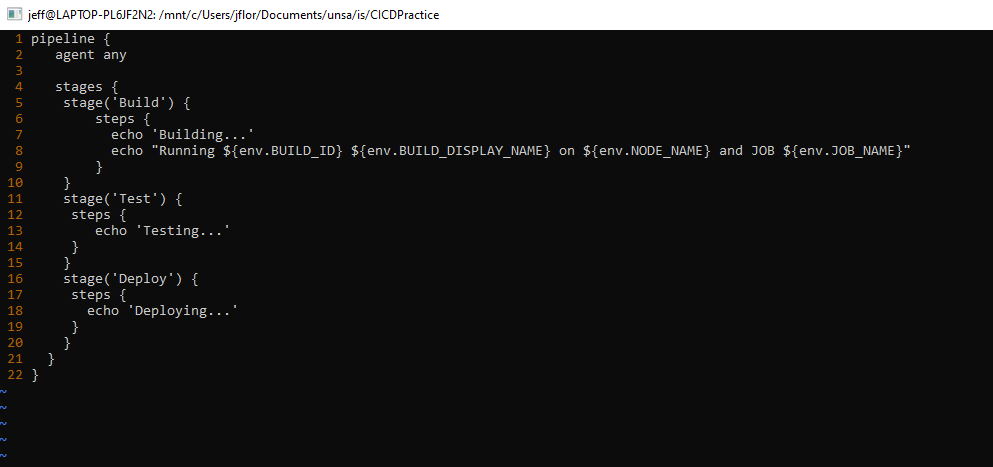 jeff@LAPTOP-PL6JF2N2: /mnt/c/Users/jflor/Documents/unsa/is/CICDPractice
1 pipeline {
2    agent any
3
4    stages {
5     stage('Build') {
6         steps {
7           echo 'Building...'
8           echo "Running ${env.BUILD_ID} ${env.BUILD_DISPLAY_NAME} on ${env.NODE_NAME} and JOB ${env.JOB_NAME}"
9         }
10     }
11     stage('Test') {
12      steps {
13         echo 'Testing...'
14      }
15     }
16     stage('Deploy') {
17      steps {
18        echo 'Deploying...'
19      }
20     }
21   }
22 }
~
~
~
~
~